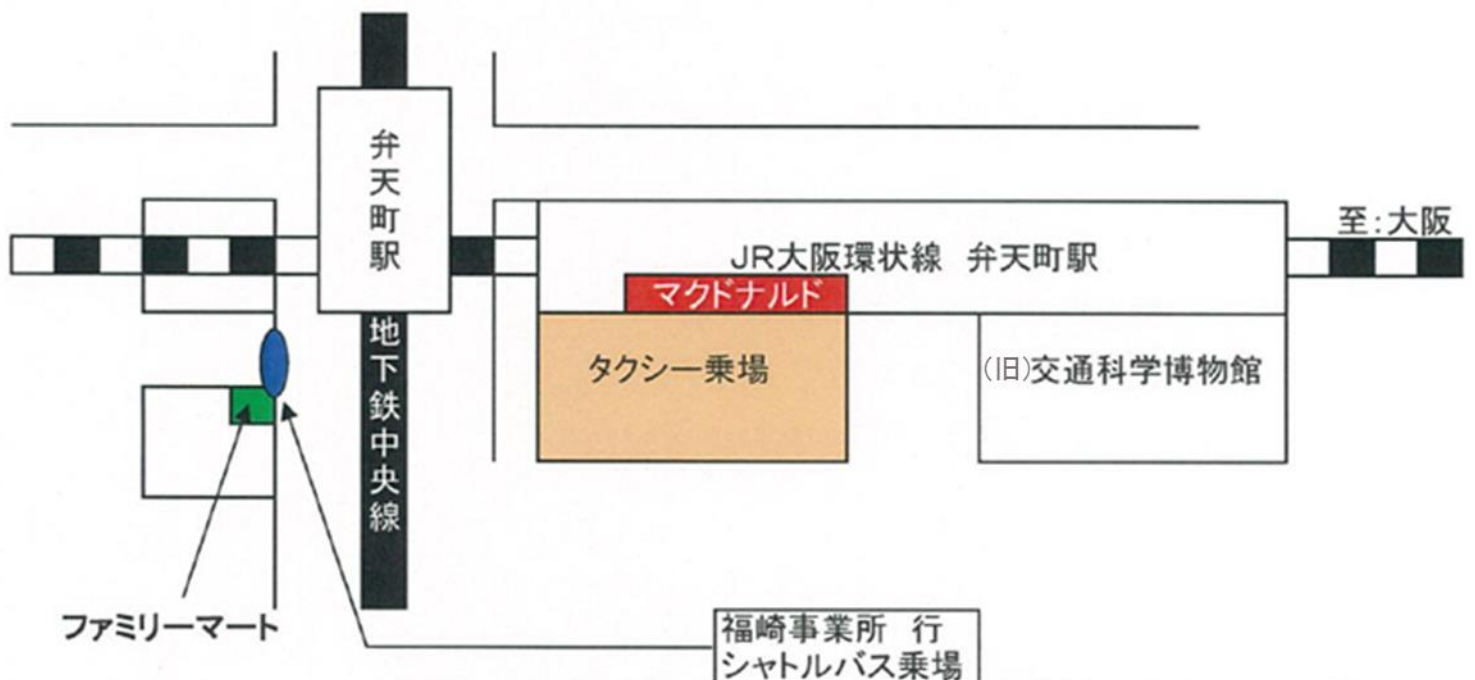 弁天町駅
至:大阪
JR大阪環状線 弁天町駅
マクドナルド
地下鉄中央線
タクシー乗場
(旧)交通科学博物館
ファミリーマート
福崎事業所 行
シャトルバス乗場